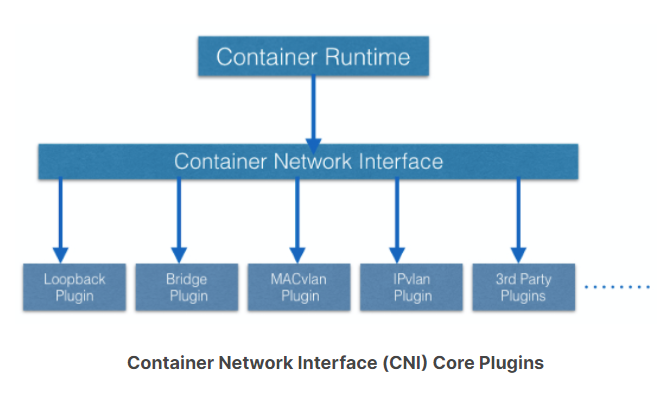 Container Runtime
Container Network Interface
Loopback
Plugin
Bridge
Plugin
MACvlan
Plugin
IPvlan
Plugin
3rd Party
Plugins
Container Network Interface (CNI) Core Plugins